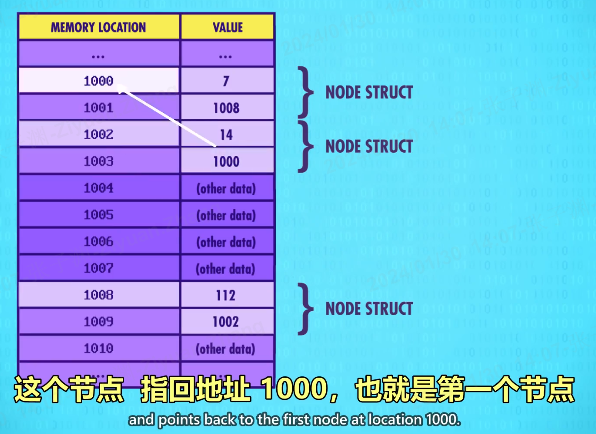 MEMORY LOCATION VALUE
... ...
1000 7
NODE STRUCT
1001 1008
1002 14
NODE STRUCT
1003 1000
1004 (other data)
1005 (other data)
1006 (other data)
1007 (other data)
1008 112
NODE STRUCT
1009 1002
1010 (other data)
这个节点 指回地址 1000，也就是第一个节点
and points back to the first node at location 1000.